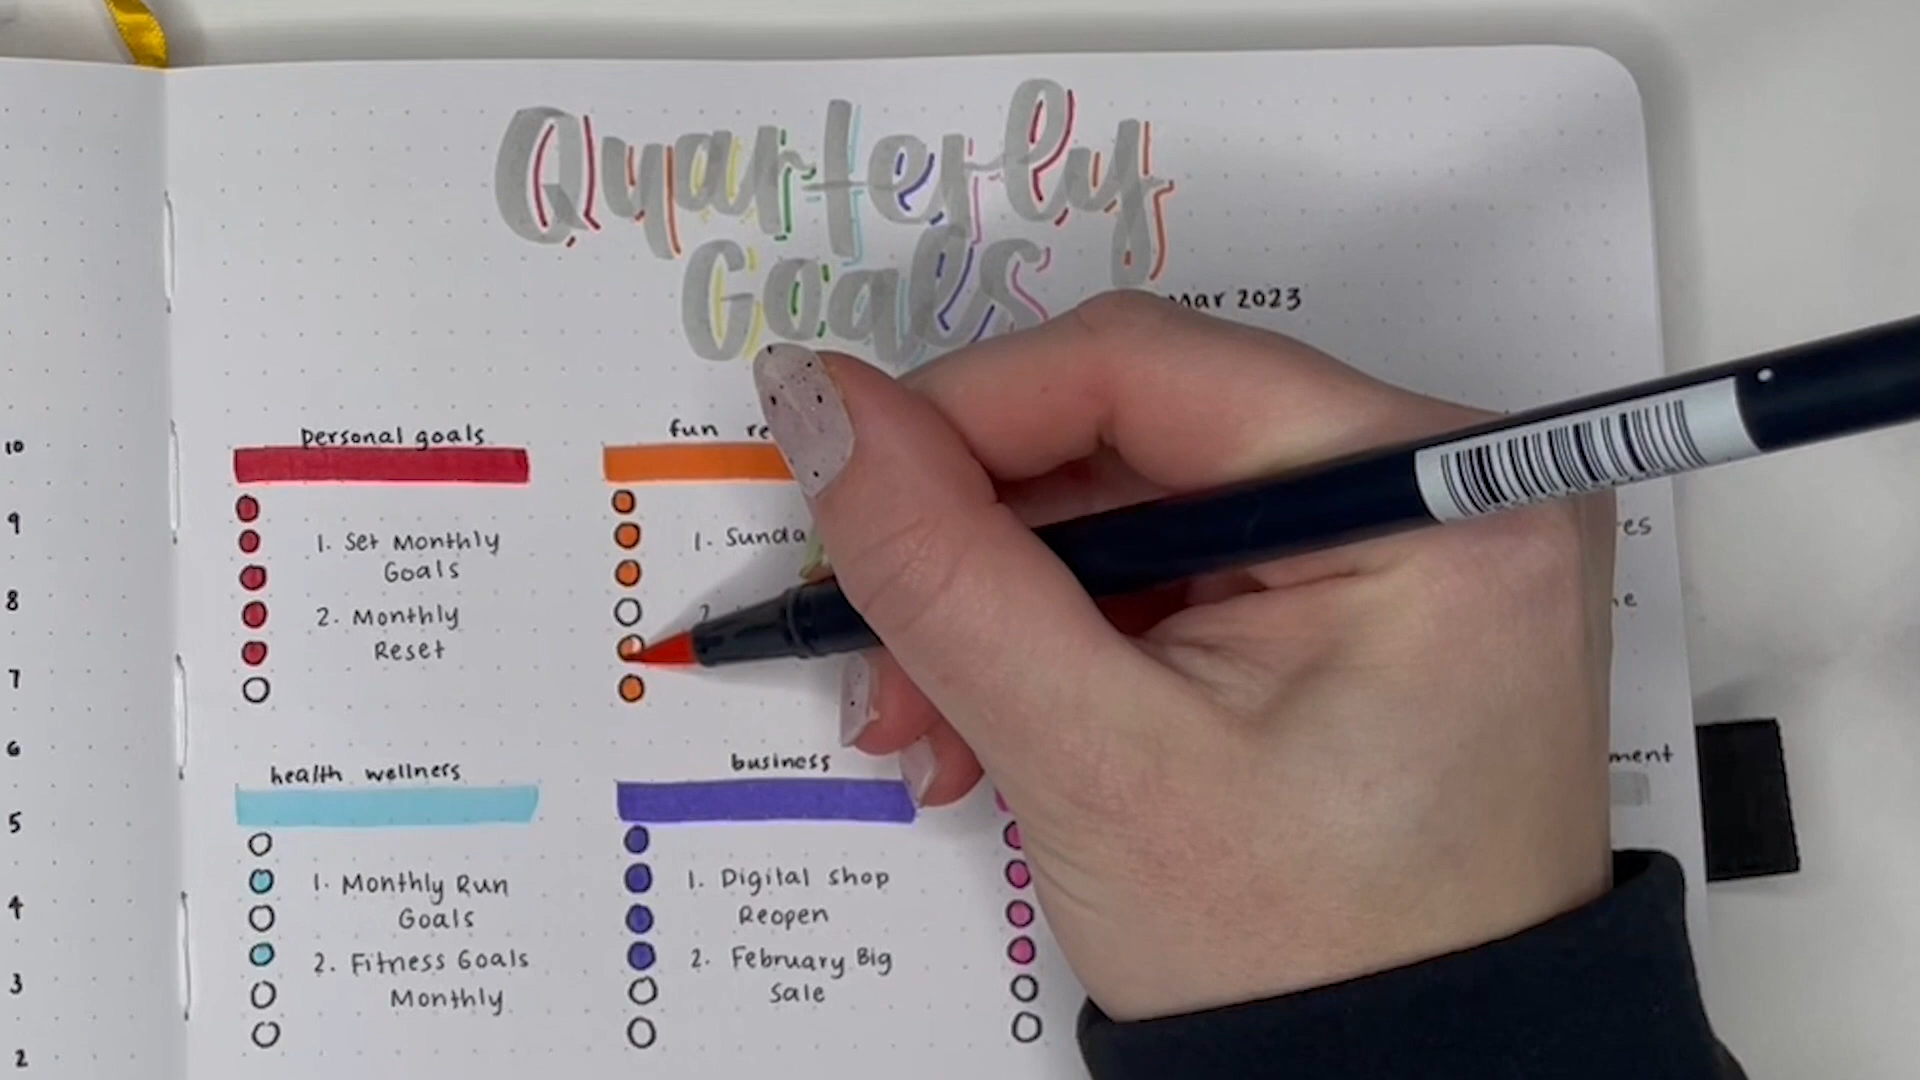 Quarterly
Goals
Mar 2023
personal goals
1. Set Monthly
Goals
2. Monthly
Reset
fun
1.
2.
health wellness
1. Monthly Run
Goals
2. Fitness Goals
Monthly
business
1. Digital Shop
Reopen
2. February Big
Sale
10
9
8
7
6
5
4
3
2